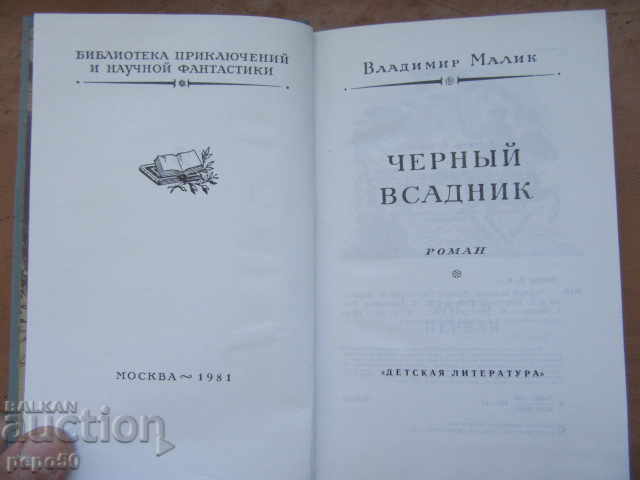 БИБЛИОТЕКА ПРИКЛЮЧЕНИЙ
И НАУЧНОЙ ФАНТАСТИКИ
МОСКВА ~ 1981
ВЛАДИМИР МАЛИК
ЧЕРНЫЙ
ВСАДНИК
РОМАН
«ДЕТСКАЯ ЛИТЕРАТУРА»
BALKAN
auction
pepo50